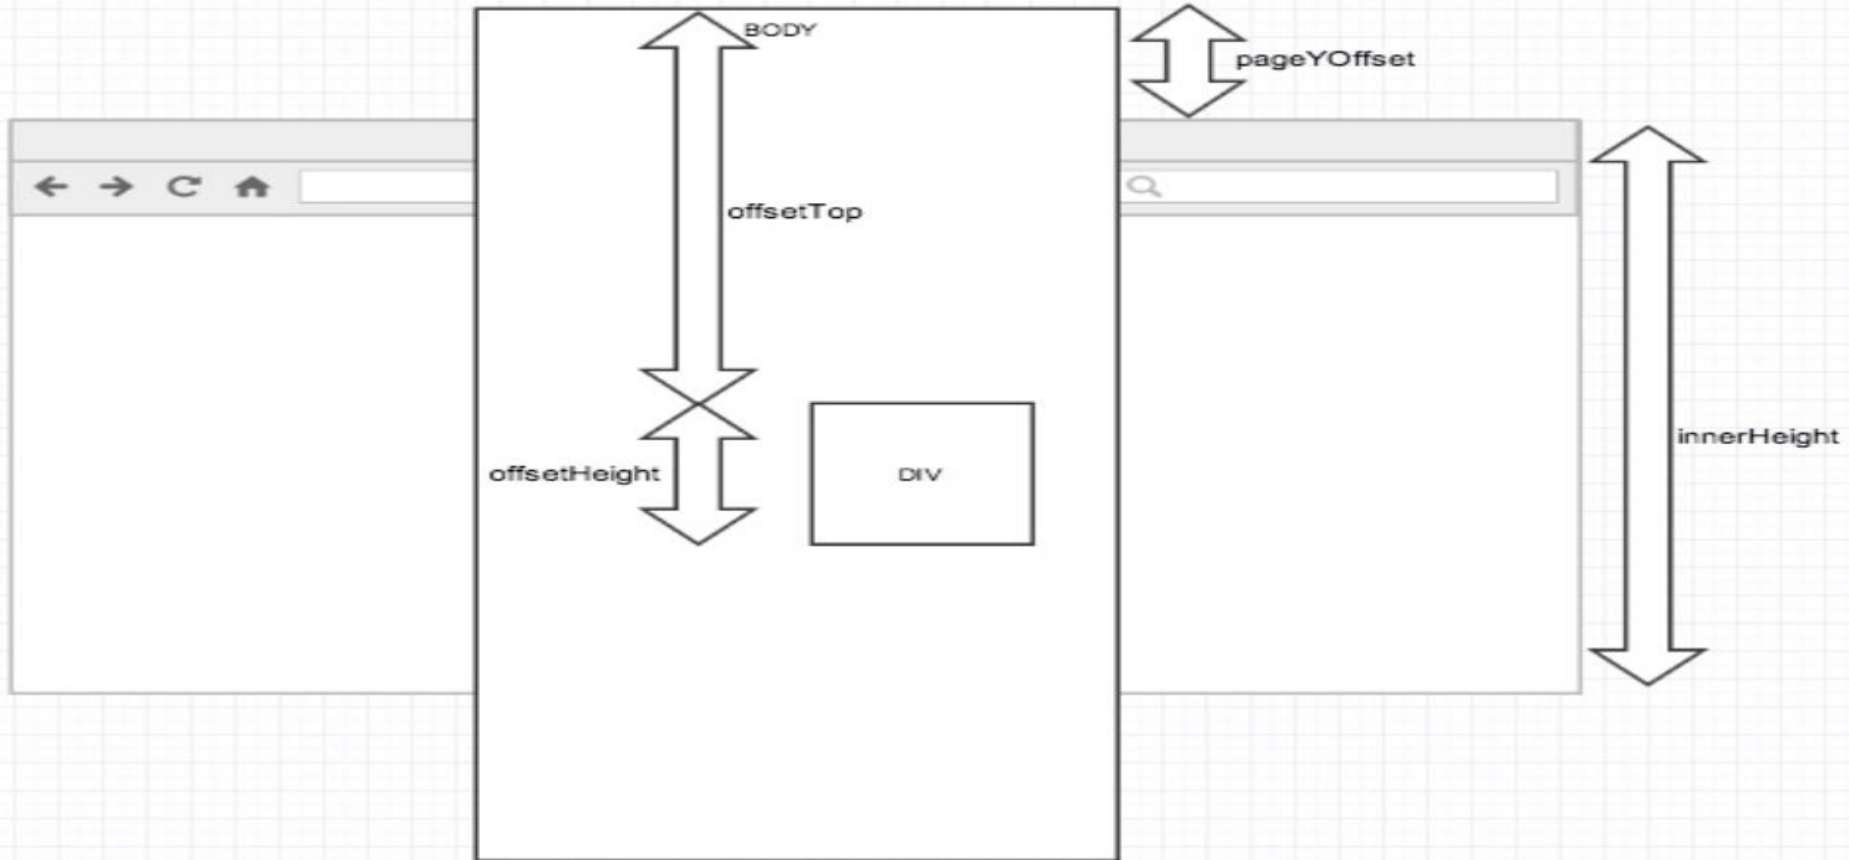 BODY
pageYOffset
offsetTop
innerHeight
offsetHeight
DIV